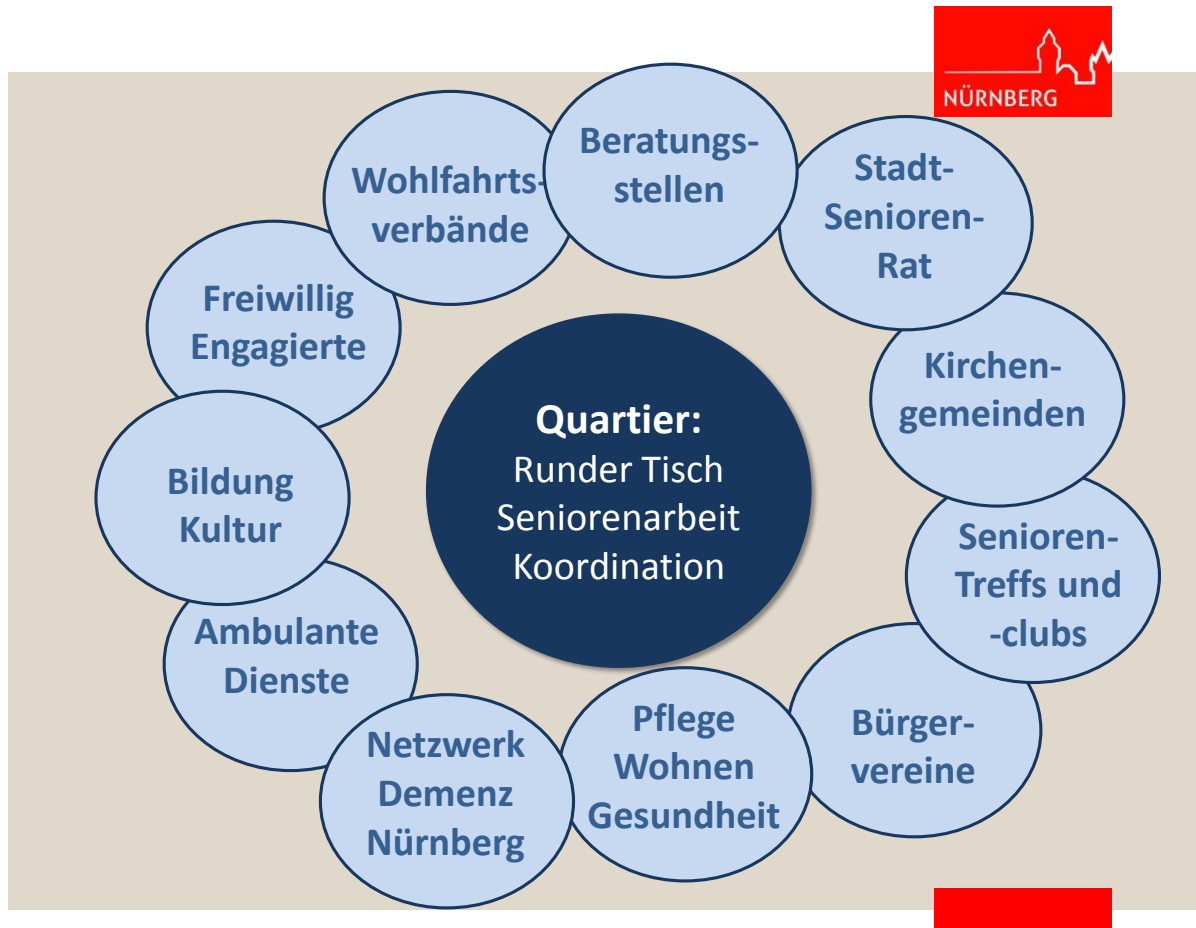 NÜRNBERG
Beratungs-
stellen
Stadt-
Senioren-
Rat
Kirchen-
gemeinden
Senioren-
Treffs und
-clubs
Bürger-
vereine
Pflege
Wohnen
Gesundheit
Netzwerk
Demenz
Nürnberg
Ambulante
Dienste
Bildung
Kultur
Freiwillig
Engagierte
Wohlfahrts-
verbände
Quartier:
Runder Tisch
Seniorenarbeit
Koordination